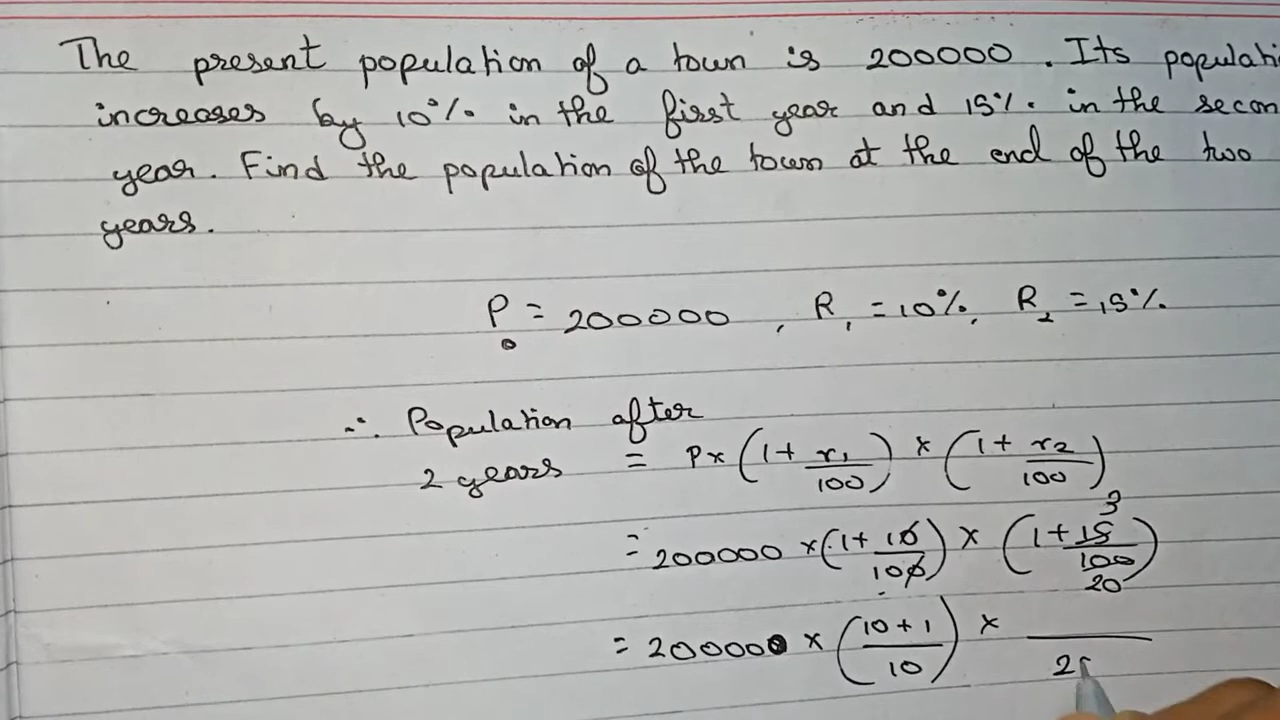 The present population of a town is 200000. Its populati
increases by 10% in the first year and 15% in the secon
year. Find the population of the town at the end of the two
years.
P₀ = 200000, R₁ = 10%, R₂ = 15%
∴ Population after
2 years = P × (1 + r₁/100) × (1 + r₂/100)
= 200000 × (1 + 10/100) × (1 + 15/100) 3 20
= 200000 × ((10 + 1)/10) × /20